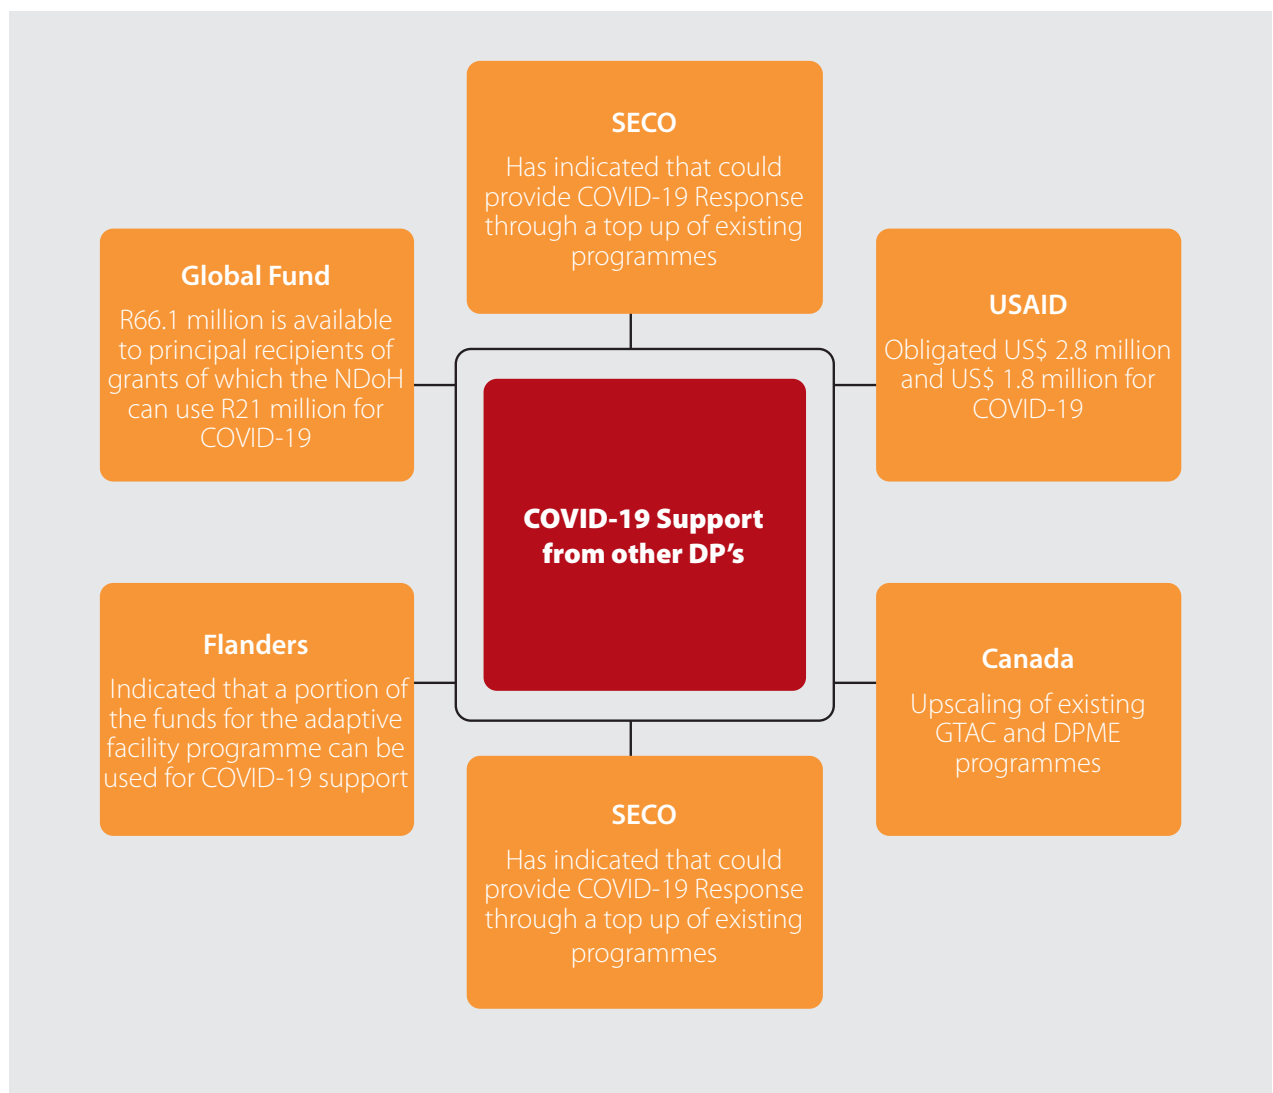 SECO
Has indicated that could
provide COVID-19 Response
through a top up of existing
programmes
Global Fund
R66.1 million is available
to principal recipients of
grants of which the NDoH
can use R21 million for
COVID-19
USAID
Obligated US$ 2.8 million
and US$ 1.8 million for
COVID-19
COVID-19 Support
from other DP’s
Flanders
Indicated that a portion of
the funds for the adaptive
facility programme can be
used for COVID-19 support
Canada
Upscaling of existing
GTAC and DPME
programmes
SECO
Has indicated that could
provide COVID-19 Response
through a top up of existing
programmes